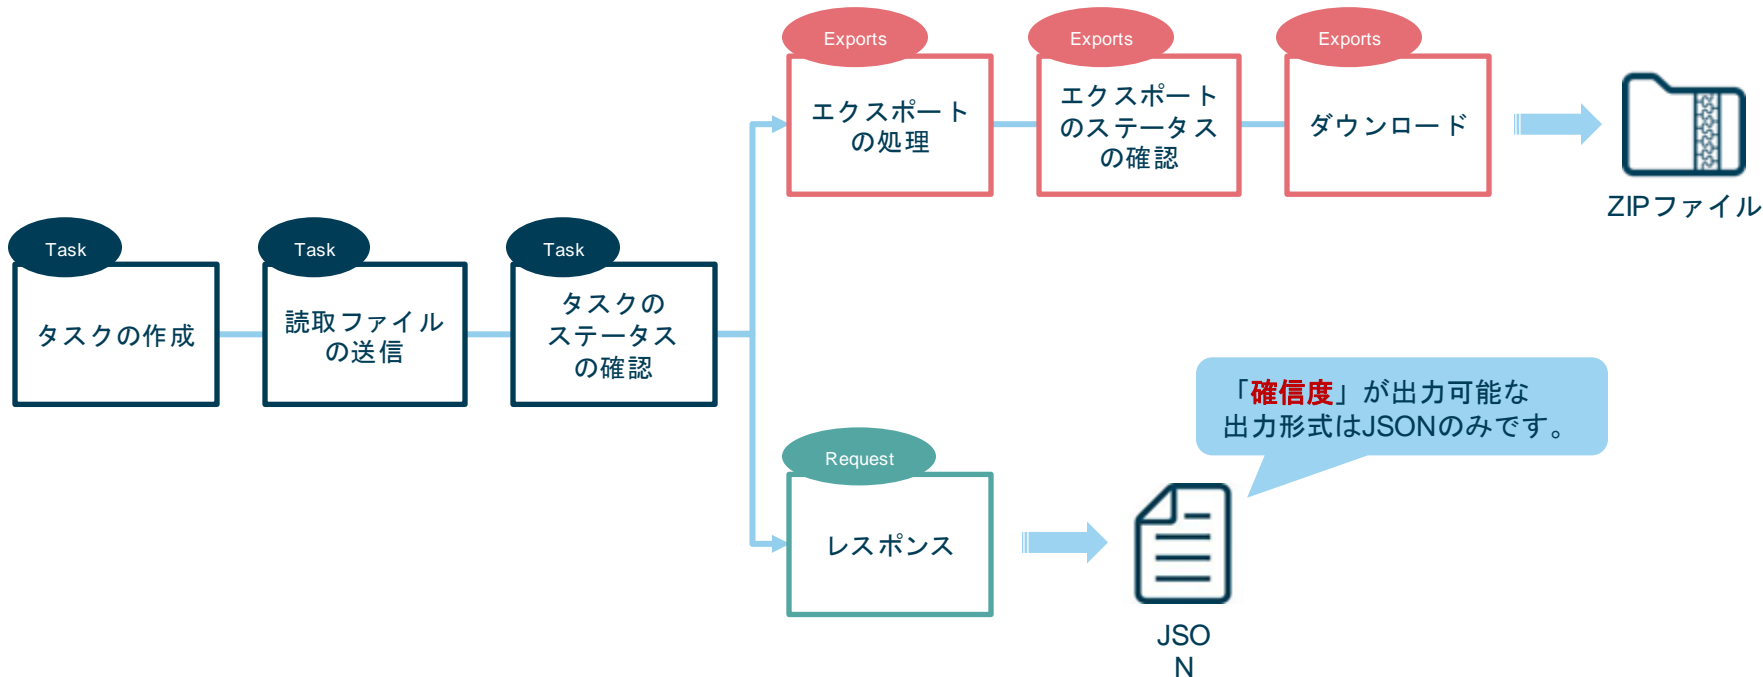 Exports
エクスポート
の処理
Exports
エクスポート
のステータス
の確認
Exports
ダウンロード
ZIPファイル
Task
タスクの作成
Task
読取ファイル
の送信
Task
タスクの
ステータス
の確認
「確信度」が出力可能な
出力形式はJSONのみです。
Request
レスポンス
JSO
N